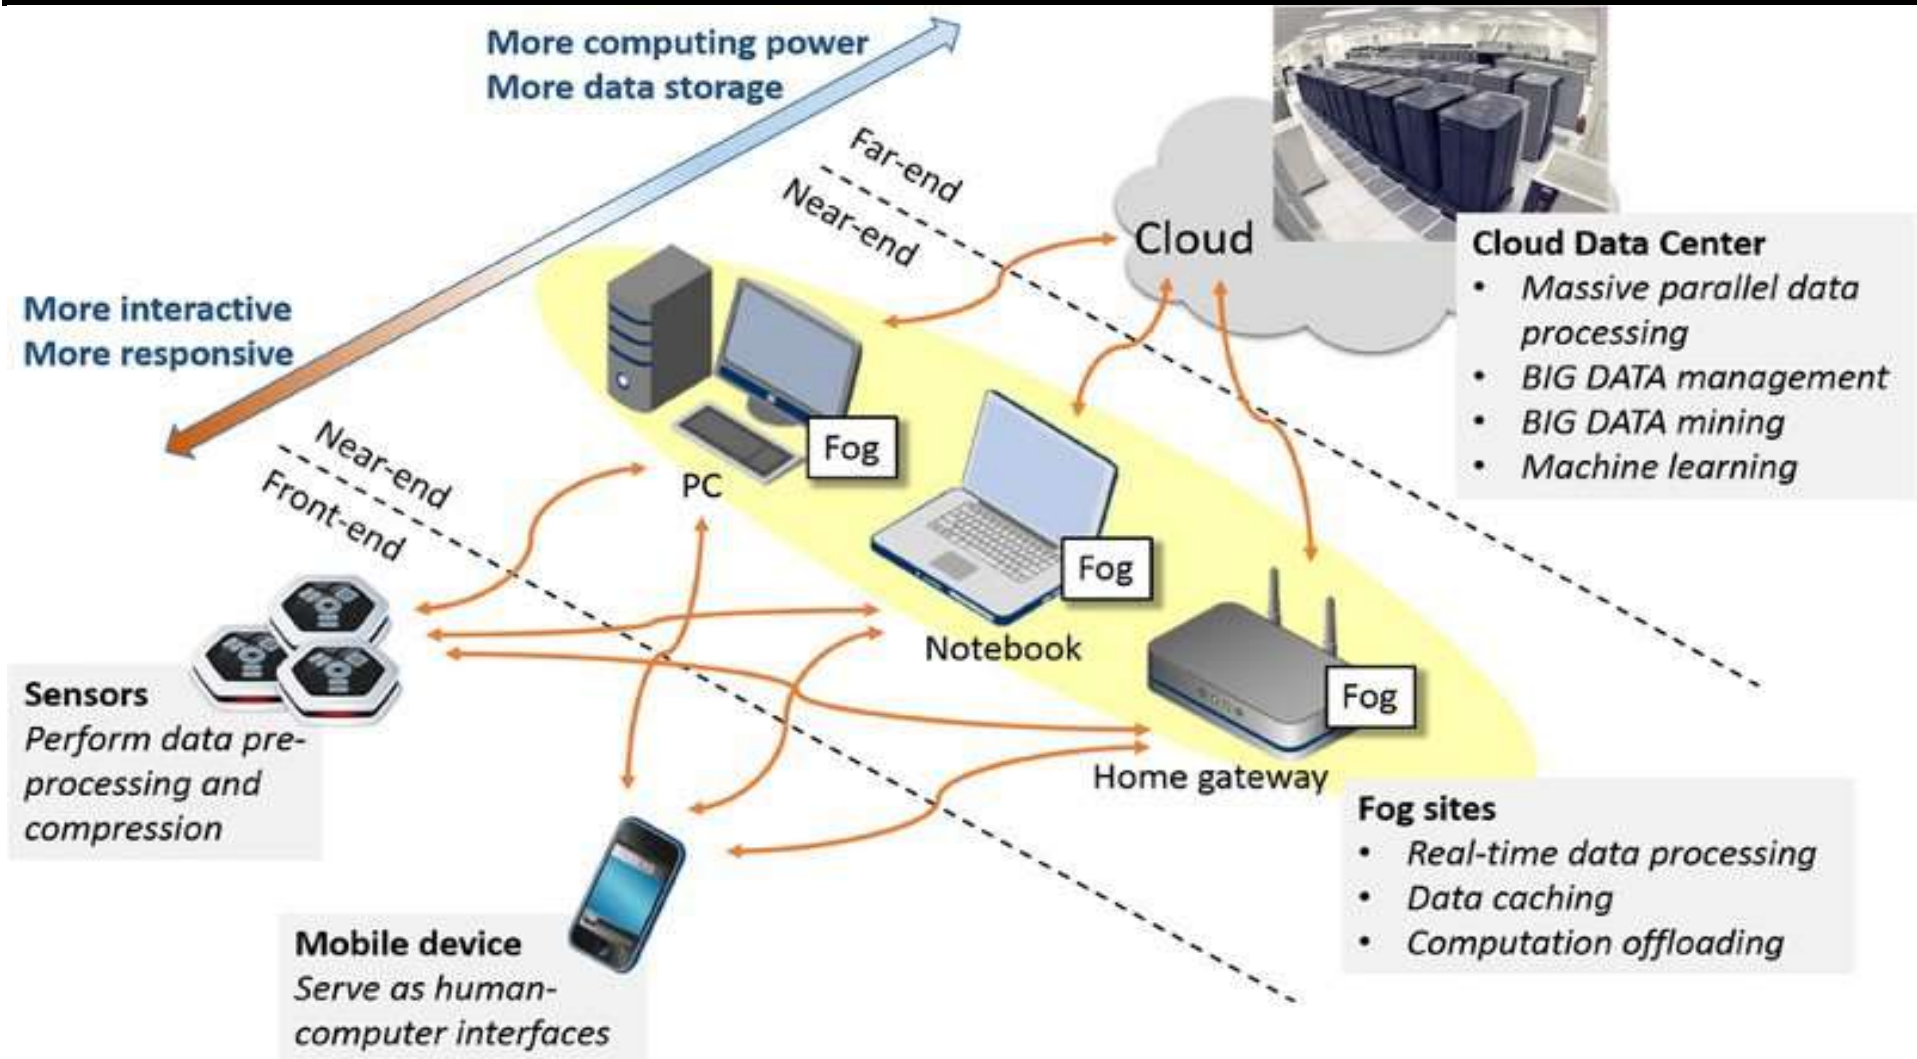 More computing power
More data storage
Far-end
Near-end
Cloud
Cloud Data Center
• Massive parallel data
processing
• BIG DATA management
• BIG DATA mining
• Machine learning
More interactive
More responsive
Near-end
Front-end
Fog
PC
Fog
Notebook
Fog
Home gateway
Sensors
Perform data pre-
processing and
compression
Fog sites
• Real-time data processing
• Data caching
• Computation offloading
Mobile device
Serve as human-
computer interfaces